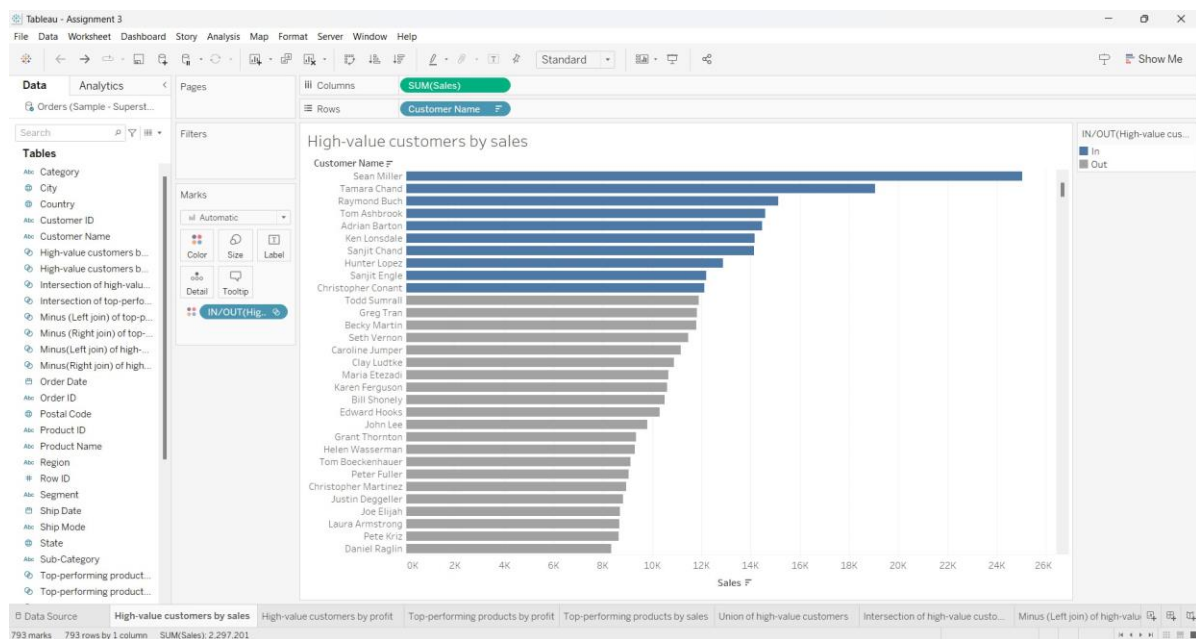 Tableau - Assignment 3
File Data Worksheet Dashboard Story Analysis Map Format Server Window Help
Standard
Show Me
Data Analytics
Pages
Columns
SUM(Sales)
Orders (Sample - Superst...
Rows
Customer Name
Search
Filters
Tables
Category
City
Country
Customer ID
Customer Name
High-value customers b...
High-value customers b...
Intersection of high-valu...
Intersection of top-perfo...
Minus (Left join) of top-p...
Minus (Right join) of top-...
Minus(Left join) of high-...
Minus(Right join) of high...
Order Date
Order ID
Postal Code
Product ID
Product Name
Region
Row ID
Segment
Ship Date
Ship Mode
State
Sub-Category
Top-performing product...
Top-performing product...
Marks
Automatic
Color Size Label
Detail Tooltip
IN/OUT(Hig..
High-value customers by sales
Customer Name
Sean Miller
Tamara Chand
Raymond Buch
Tom Ashbrook
Adrian Barton
Ken Lonsdale
Sanjit Chand
Hunter Lopez
Sanjit Engle
Christopher Conant
Todd Sumrall
Greg Tran
Becky Martin
Seth Vernon
Caroline Jumper
Clay Ludtke
Maria Etezadi
Karen Ferguson
Bill Shonely
Edward Hooks
John Lee
Grant Thornton
Helen Wasserman
Tom Boeckenhauer
Peter Fuller
Christopher Martinez
Justin Deggeller
Joe Elijah
Laura Armstrong
Pete Kriz
Daniel Raglin
0K 2K 4K 6K 8K 10K 12K 14K 16K 18K 20K 22K 24K 26K
Sales
IN/OUT(High-value cus...
In
Out
Data Source High-value customers by sales High-value customers by profit Top-performing products by profit Top-performing products by sales Union of high-value customers Intersection of high-value custo... Minus (Left join) of high-valu
793 marks 793 rows by 1 column SUM(Sales): 2,297,201